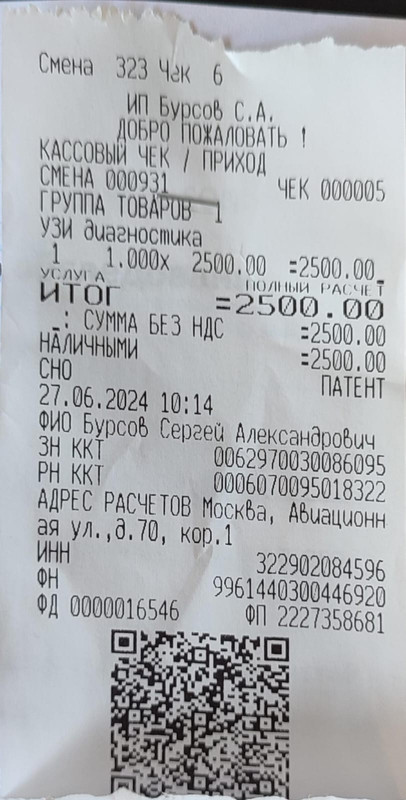 Смена 323 Чек 6
ИП Бурсов С.А.
ДОБРО ПОЖАЛОВАТЬ !
КАССОВЫЙ ЧЕК / ПРИХОД
СМЕНА 000931 ЧЕК 000005
ГРУППА ТОВАРОВ 1
УЗИ диагностика
1 1.000x 2500.00 =2500.00_
УСЛУГА ПОЛНЫЙ РАСЧЕТ
ИТОГ =2500.00
_: СУММА БЕЗ НДС =2500.00
НАЛИЧНЫМИ =2500.00
СНО ПАТЕНТ
27.06.2024 10:14
ФИО Бурсов Сергей Александрович
ЗН ККТ 0062970030086095
РН ККТ 0006070095018322
АДРЕС РАСЧЕТОВ Москва, Авиационн
ая ул.,д.70, кор.1
ИНН 322902084596
ФН 9961440300446920
ФД 0000016546 ФП 2227358681